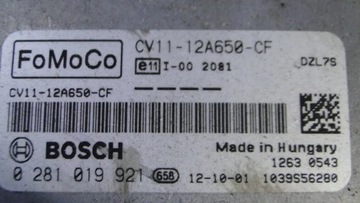 FoMoCo CV11-12A650-CF
e11 I-00 2081 DZL7S
CV11-12A650-CF
BOSCH Made in Hungary
1263 0543
0 281 019 921 658 12-10-01 1039S56280